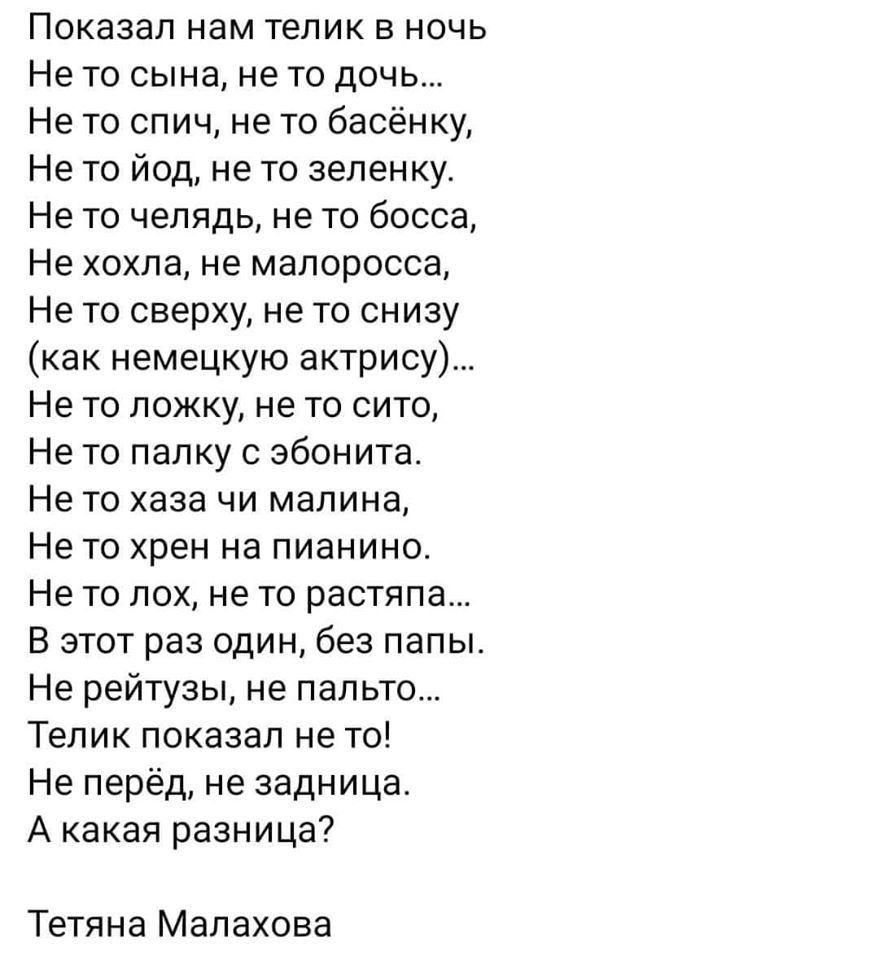 Показал нам телик в ночь
Не то сына, не то дочь...
Не то спич, не то басёнку,
Не то йод, не то зеленку.
Не то челядь, не то босса,
Не хохла, не малоросса,
Не то сверху, не то снизу
(как немецкую актрису)...
Не то ложку, не то сито,
Не то палку с эбонита.
Не то хаза чи малина,
Не то хрен на пианино.
Не то лох, не то растяпа...
В этот раз один, без папы.
Не рейтузы, не пальто...
Телик показал не то!
Не перёд, не задница.
А какая разница?
Тетяна Малахова